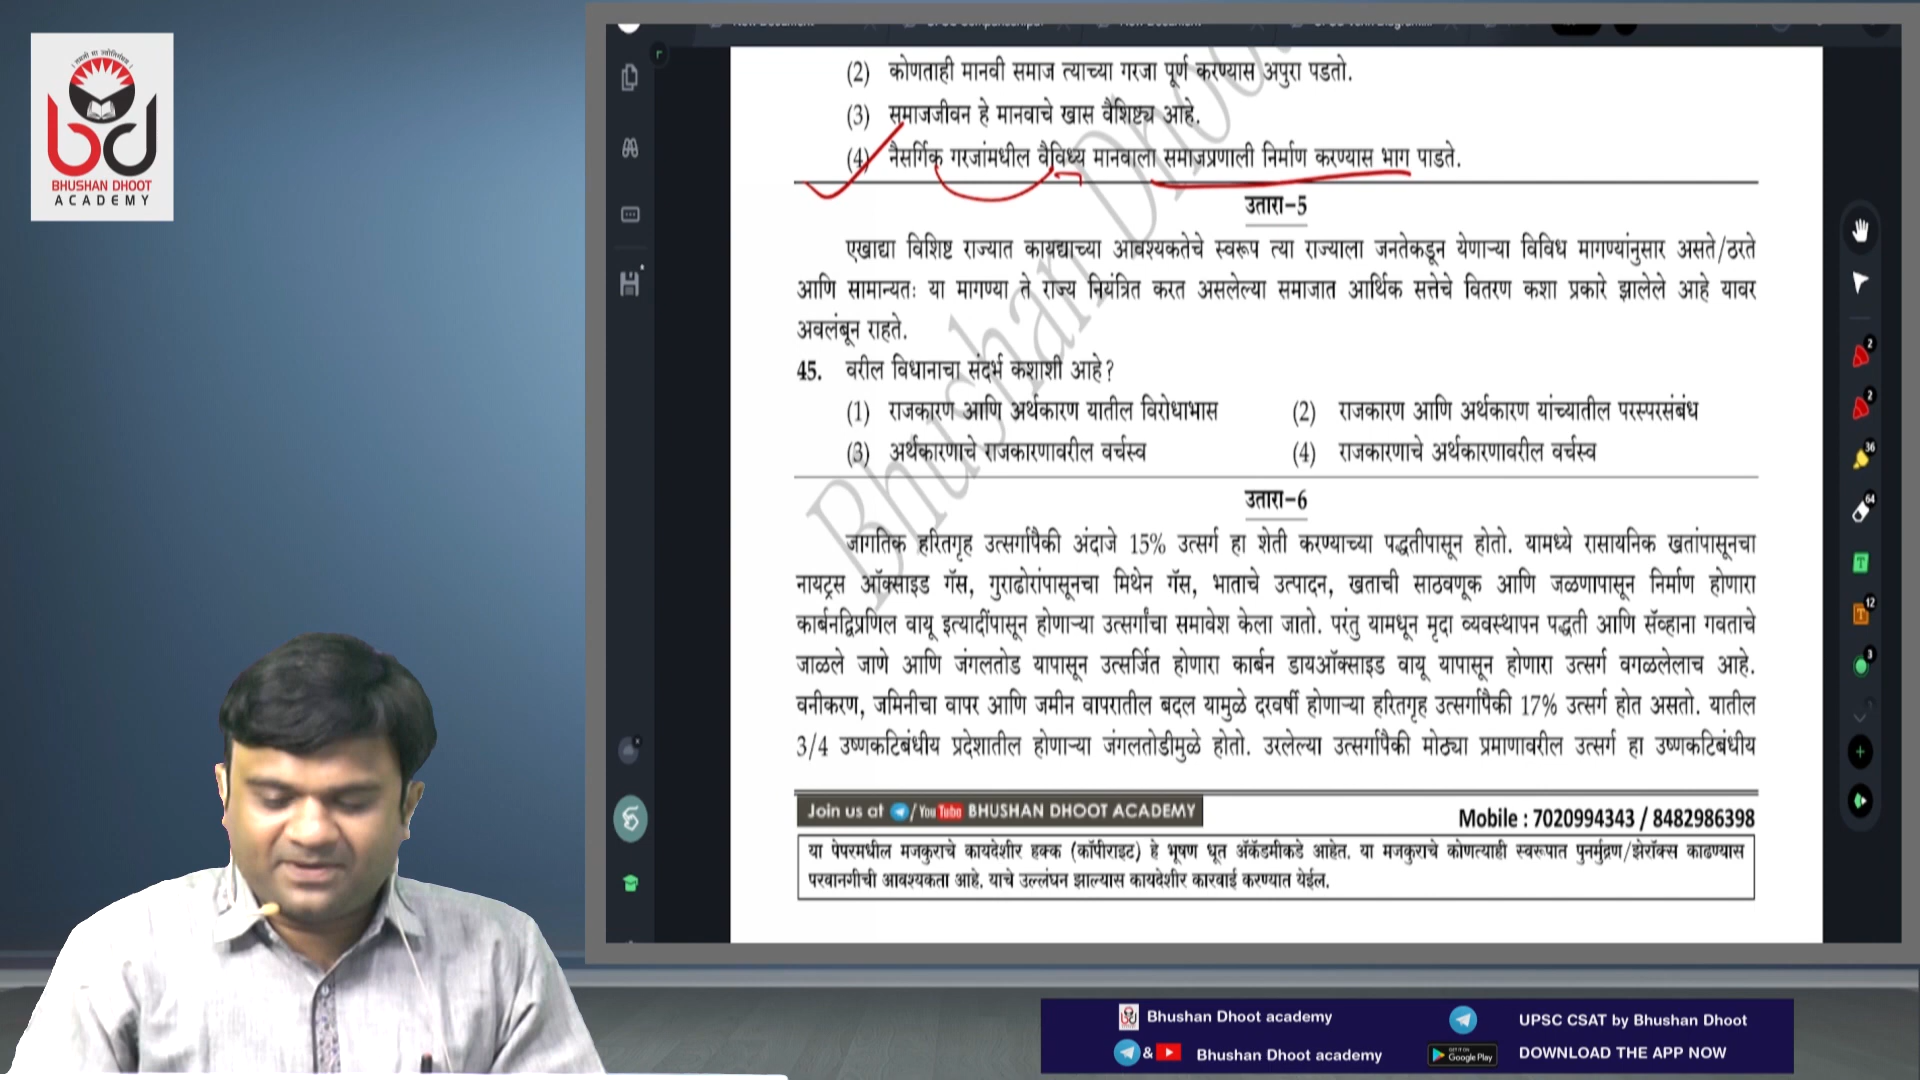 BHUSHAN DHOOT
ACADEMY
(2) कोणताही मानवी समाज त्याच्या गरजा पूर्ण करण्यास अपुरा पडतो.
(3) समाजजीवन हे मानवाचे खास वैशिष्ट्य आहे.
(4) नैसर्गिक गरजांमधील वैविध्य मानवाला समाजप्रणाली निर्माण करण्यास भाग पाडते.
उतारा-5
एखाद्या विशिष्ट राज्यात कायद्याच्या आवश्यकतेचे स्वरूप त्या राज्याला जनतेकडून येणाऱ्या विविध मागण्यांनुसार असते/ठरते
आणि सामान्यतः या मागण्या ते राज्य नियंत्रित करत असलेल्या समाजात आर्थिक सत्तेचे वितरण कशा प्रकारे झालेले आहे यावर
अवलंबून राहते.
45. वरील विधानाचा संदर्भ कशाशी आहे?
(1) राजकारण आणि अर्थकारण यातील विरोधाभास (2) राजकारण आणि अर्थकारण यांच्यातील परस्परसंबंध
(3) अर्थकारणाचे राजकारणावरील वर्चस्व (4) राजकारणाचे अर्थकारणावरील वर्चस्व
उतारा-6
जागतिक हरितगृह उत्सर्गापैकी अंदाजे 15% उत्सर्ग हा शेती करण्याच्या पद्धतीपासून होतो. यामध्ये रासायनिक खतांपासूनचा
नायट्रस ऑक्साइड गॅस, गुराढोरांपासूनचा मिथेन गॅस, भाताचे उत्पादन, खताची साठवणूक आणि जळणापासून निर्माण होणारा
कार्बनद्विप्रणिल वायू इत्यादींपासून होणाऱ्या उत्सर्गांचा समावेश केला जातो. परंतु यामधून मृदा व्यवस्थापन पद्धती आणि सॅव्हाना गवताचे
जाळले जाणे आणि जंगलतोड यापासून उत्सर्जित होणारा कार्बन डायऑक्साइड वायू यापासून होणारा उत्सर्ग वगळलेलाच आहे.
वनीकरण, जमिनीचा वापर आणि जमीन वापरातील बदल यामुळे दरवर्षी होणाऱ्या हरितगृह उत्सर्गापैकी 17% उत्सर्ग होत असतो. यातील
3/4 उष्णकटिबंधीय प्रदेशातील होणाऱ्या जंगलतोडीमुळे होतो. उरलेल्या उत्सर्गापैकी मोठ्या प्रमाणावरील उत्सर्ग हा उष्णकटिबंधीय
Join us at / You Tube BHUSHAN DHOOT ACADEMY
Mobile : 7020994343 / 8482986398
या पेपरमधील मजकुराचे कायदेशीर हक्क (कॉपीराइट) हे भूषण धूत अ‍ॅकॅडमीकडे आहेत. या मजकुराचे कोणत्याही स्वरूपात पुनर्मुद्रण/झेरॉक्स काढण्यास
परवानगीची आवश्यकता आहे. याचे उल्लंघन झाल्यास कायदेशीर कारवाई करण्यात येईल.
Bhushan Dhoot
Bhushan Dhoot academy
UPSC CSAT by Bhushan Dhoot
& Bhushan Dhoot academy
GET IT ON Google Play
DOWNLOAD THE APP NOW